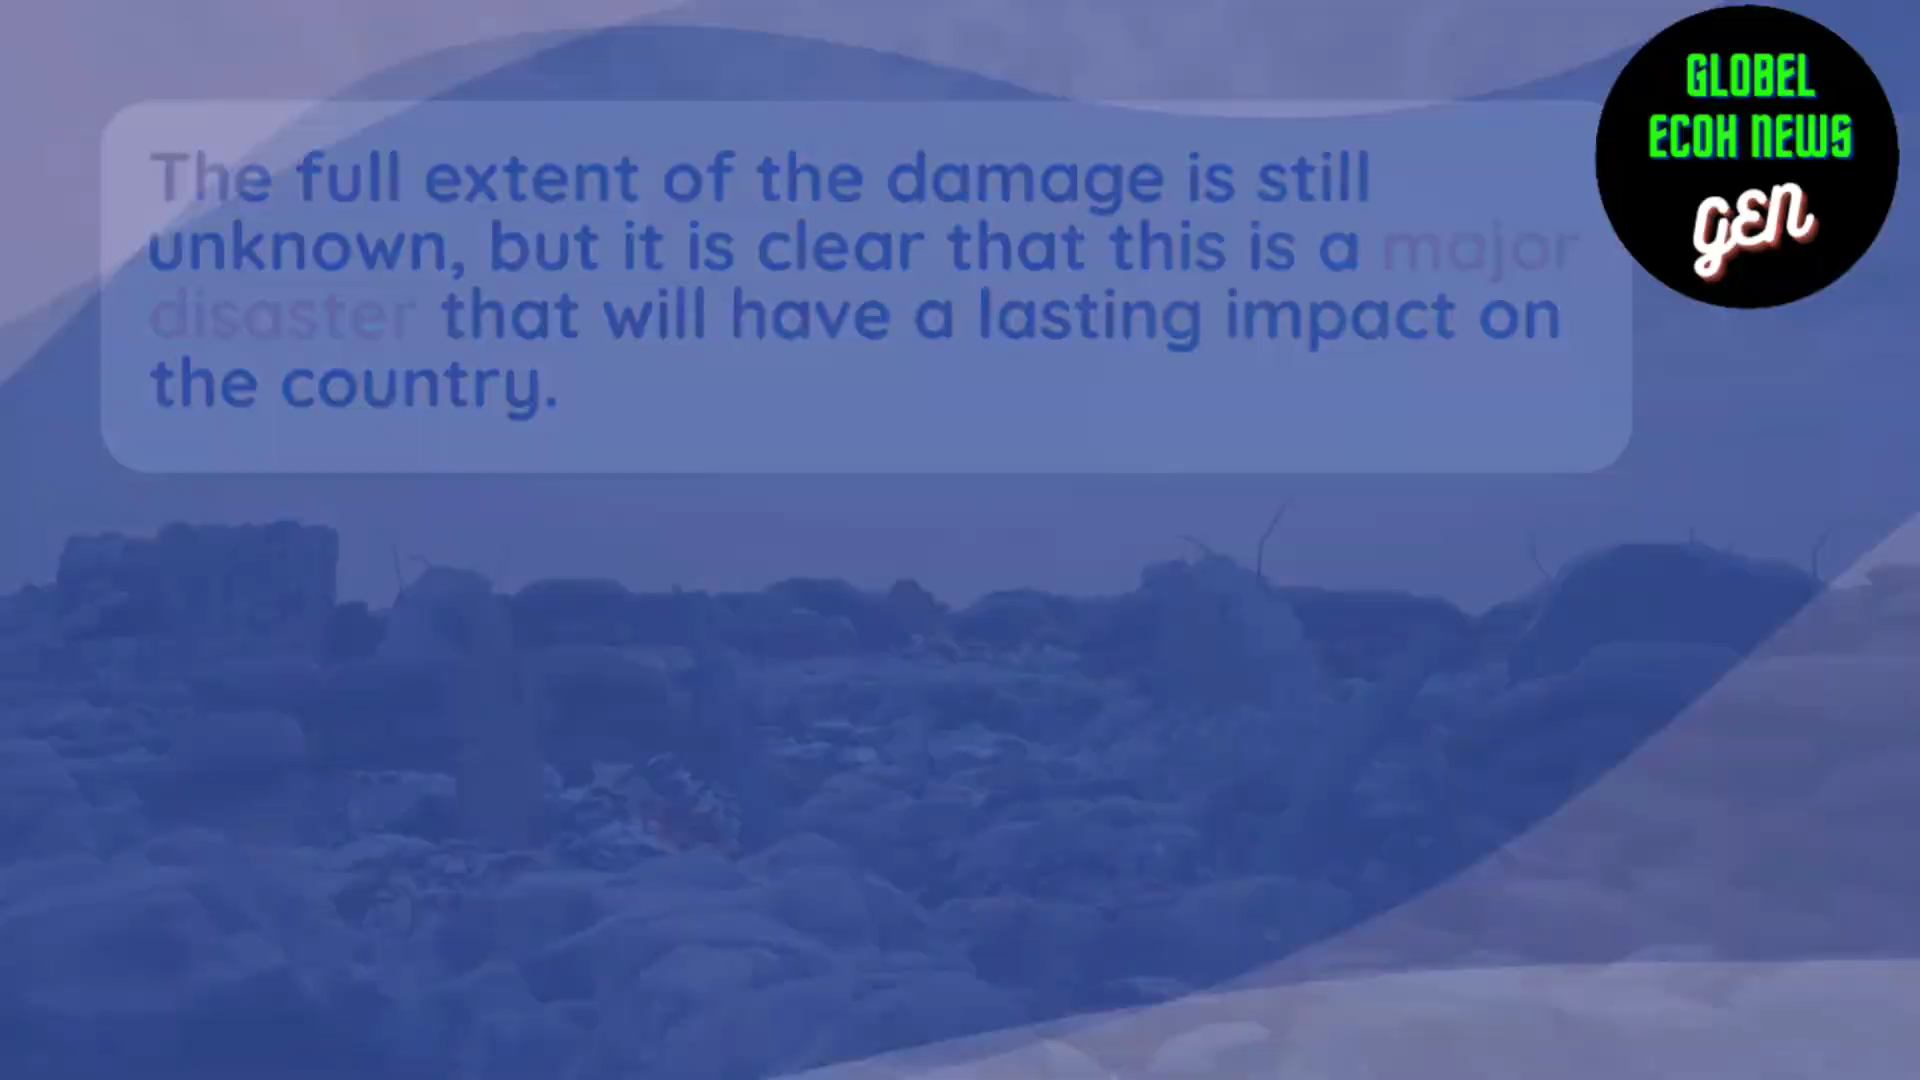 The full extent of the damage is still
unknown, but it is clear that this is a major
disaster that will have a lasting impact on
the country.
GLOBEL
ECOH NEWS
GEN